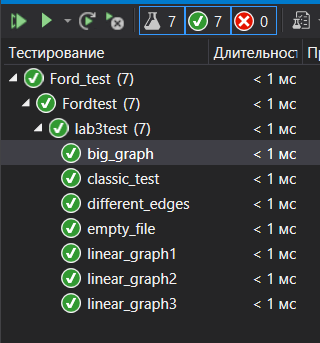 7 7 0
Тестирование Длительност П
Ford_test (7) < 1 мс
Fordtest (7) < 1 мс
lab3test (7) < 1 мс
big_graph < 1 мс
classic_test < 1 мс
different_edges < 1 мс
empty_file < 1 мс
linear_graph1 < 1 мс
linear_graph2 < 1 мс
linear_graph3 < 1 мс